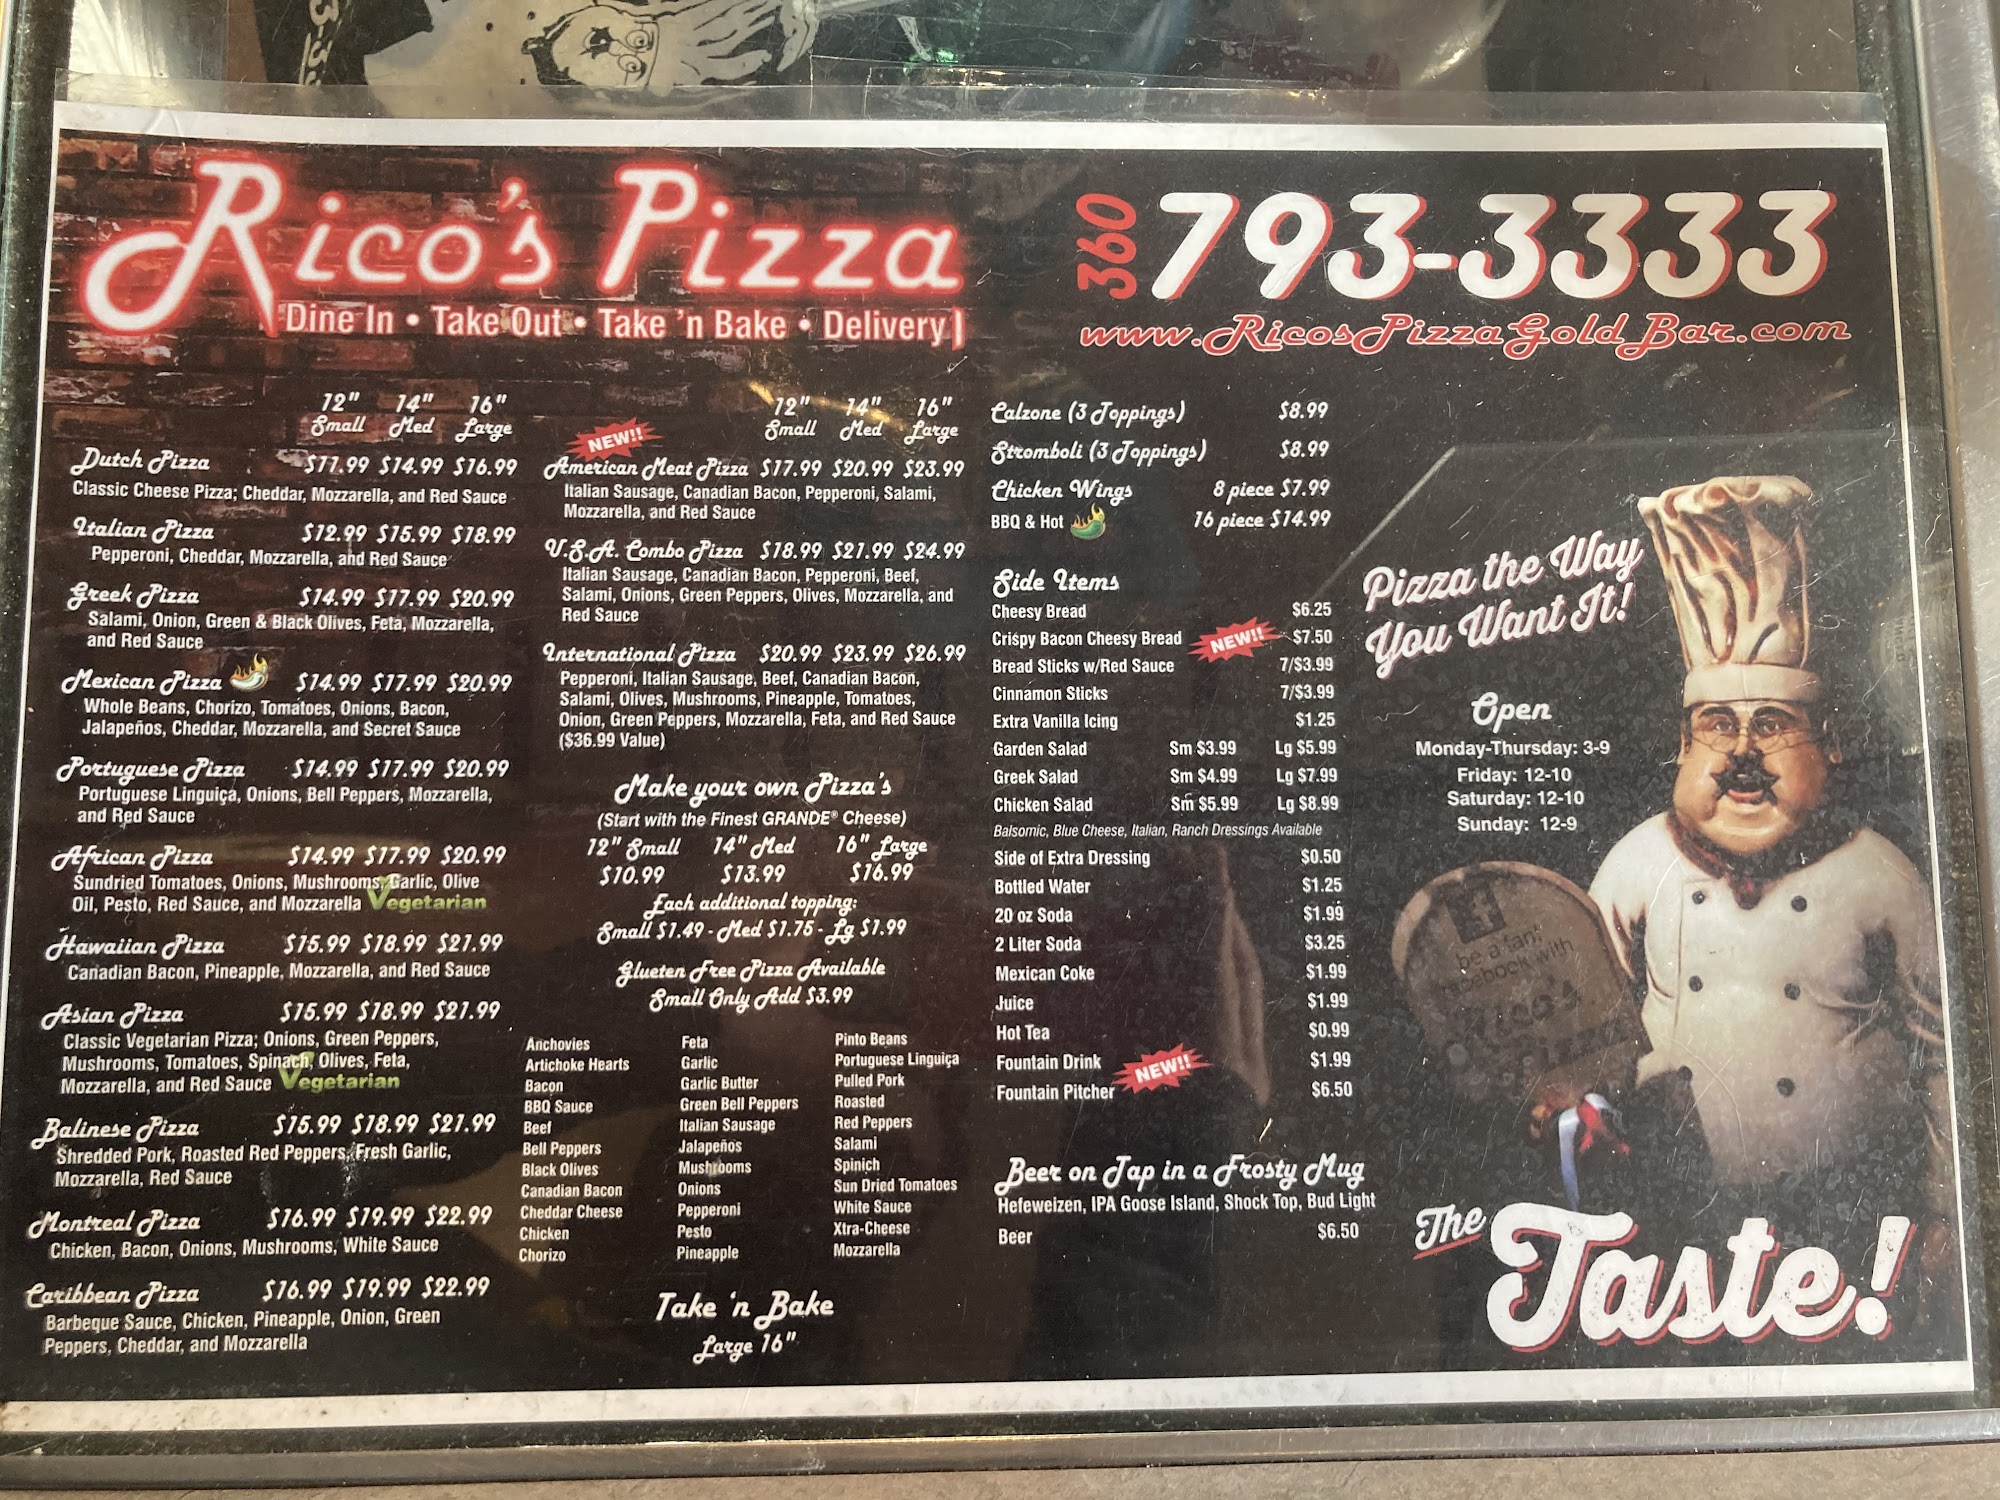 Rico's Pizza
Dine In • Take Out • Take 'n Bake • Delivery
360 793-3333
www.RicosPizzaGoldBar.com
12" 14" 16"
Small Med Large
Dutch Pizza $11.99 $14.99 $16.99
Classic Cheese Pizza; Cheddar, Mozzarella, and Red Sauce
Italian Pizza $12.99 $15.99 $18.99
Pepperoni, Cheddar, Mozzarella, and Red Sauce
Greek Pizza $14.99 $17.99 $20.99
Salami, Onion, Green & Black Olives, Feta, Mozzarella,
and Red Sauce
Mexican Pizza $14.99 $17.99 $20.99
Whole Beans, Chorizo, Tomatoes, Onions, Bacon,
Jalapeños, Cheddar, Mozzarella, and Secret Sauce
Portuguese Pizza $14.99 $17.99 $20.99
Portuguese Linguiça, Onions, Bell Peppers, Mozzarella,
and Red Sauce
African Pizza $14.99 $17.99 $20.99
Sundried Tomatoes, Onions, Mushrooms, Garlic, Olive
Oil, Pesto, Red Sauce, and Mozzarella Vegetarian
Hawaiian Pizza $15.99 $18.99 $21.99
Canadian Bacon, Pineapple, Mozzarella, and Red Sauce
Asian Pizza $15.99 $18.99 $21.99
Classic Vegetarian Pizza; Onions, Green Peppers,
Mushrooms, Tomatoes, Spinach, Olives, Feta,
Mozzarella, and Red Sauce Vegetarian
Balinese Pizza $15.99 $18.99 $21.99
Shredded Pork, Roasted Red Peppers, Fresh Garlic,
Mozzarella, Red Sauce
Montreal Pizza $16.99 $19.99 $22.99
Chicken, Bacon, Onions, Mushrooms, White Sauce
Caribbean Pizza $16.99 $19.99 $22.99
Barbeque Sauce, Chicken, Pineapple, Onion, Green
Peppers, Cheddar, and Mozzarella
12" 14" 16"
Small Med Large
NEW!!
American Meat Pizza $17.99 $20.99 $23.99
Italian Sausage, Canadian Bacon, Pepperoni, Salami,
Mozzarella, and Red Sauce
U.S.A. Combo Pizza $18.99 $21.99 $24.99
Italian Sausage, Canadian Bacon, Pepperoni, Beef,
Salami, Onions, Green Peppers, Olives, Mozzarella, and
Red Sauce
International Pizza $20.99 $23.99 $26.99
Pepperoni, Italian Sausage, Beef, Canadian Bacon,
Salami, Olives, Mushrooms, Pineapple, Tomatoes,
Onion, Green Peppers, Mozzarella, Feta, and Red Sauce
($36.99 Value)
Make your own Pizza's
(Start with the Finest GRANDE® Cheese)
12" Small 14" Med 16" Large
$10.99 $13.99 $16.99
Each additional topping:
Small $1.49 - Med $1.75 - Lg $1.99
Glueten Free Pizza Available
Small Only Add $3.99
Anchovies
Artichoke Hearts
Bacon
BBQ Sauce
Beef
Bell Peppers
Black Olives
Canadian Bacon
Cheddar Cheese
Chicken
Chorizo
Feta
Garlic
Garlic Butter
Green Bell Peppers
Italian Sausage
Jalapeños
Mushrooms
Onions
Pepperoni
Pesto
Pineapple
Pinto Beans
Portuguese Linguiça
Pulled Pork
Roasted
Red Peppers
Salami
Spinich
Sun Dried Tomatoes
White Sauce
Xtra-Cheese
Mozzarella
Take 'n Bake
Large 16"
Calzone (3 Toppings) $8.99
Stromboli (3 Toppings) $8.99
Chicken Wings 8 piece $7.99
BBQ & Hot 16 piece $14.99
Side Items
Cheesy Bread $6.25
Crispy Bacon Cheesy Bread NEW!! $7.50
Bread Sticks w/Red Sauce 7/$3.99
Cinnamon Sticks 7/$3.99
Extra Vanilla Icing $1.25
Garden Salad Sm $3.99 Lg $5.99
Greek Salad Sm $4.99 Lg $7.99
Chicken Salad Sm $5.99 Lg $8.99
Balsomic, Blue Cheese, Italian, Ranch Dressings Available
Side of Extra Dressing $0.50
Bottled Water $1.25
20 oz Soda $1.99
2 Liter Soda $3.25
Mexican Coke $1.99
Juice $1.99
Hot Tea $0.99
Fountain Drink $1.99
Fountain Pitcher NEW!! $6.50
Beer on Tap in a Frosty Mug
Hefeweizen, IPA Goose Island, Shock Top, Bud Light
Beer $6.50
Pizza the Way
You Want It!
Open
Monday-Thursday: 3-9
Friday: 12-10
Saturday: 12-10
Sunday: 12-9
f
be a fan,
facebook with
Rico's
The
Taste!